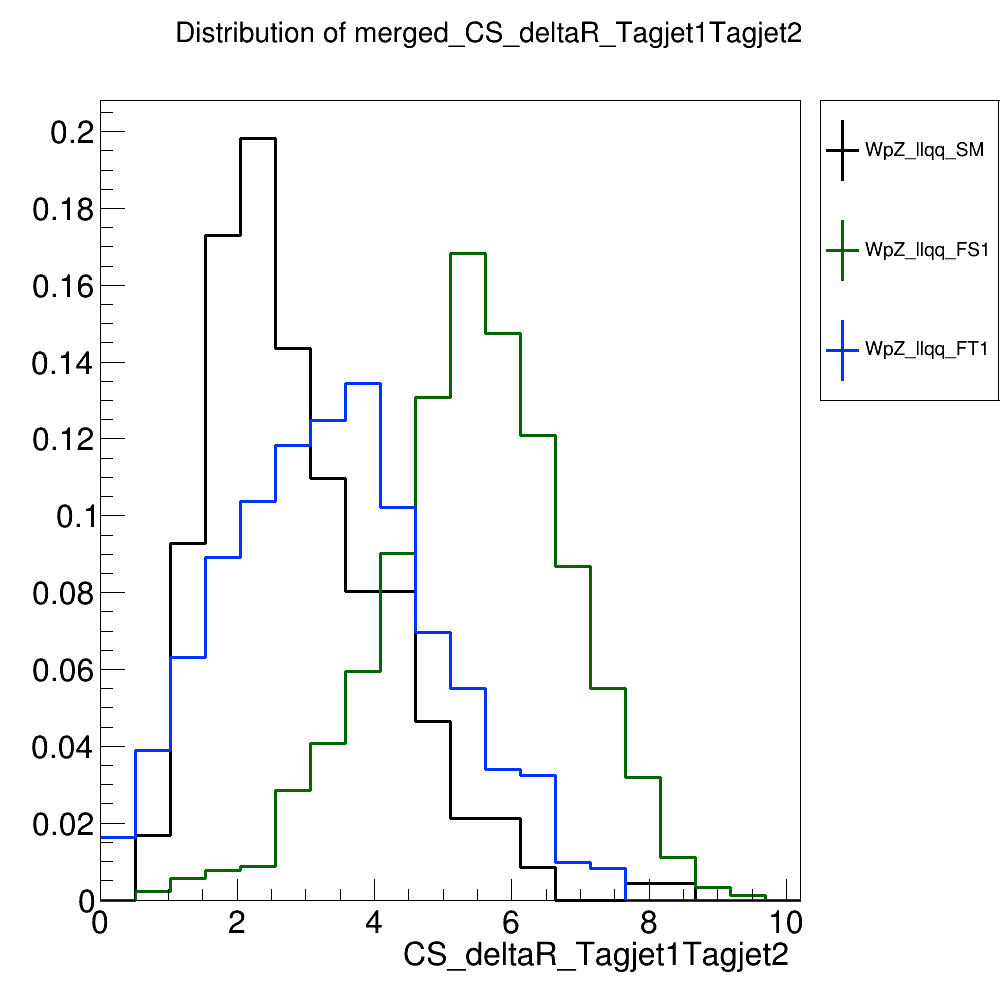 Distribution of merged_CS_deltaR_Tagjet1Tagjet2
WpZ_llqq_SM
WpZ_llqq_FS1
WpZ_llqq_FT1
0.2
0.18
0.16
0.14
0.12
0.1
0.08
0.06
0.04
0.02
0
0 2 4 6 8 10
CS_deltaR_Tagjet1Tagjet2